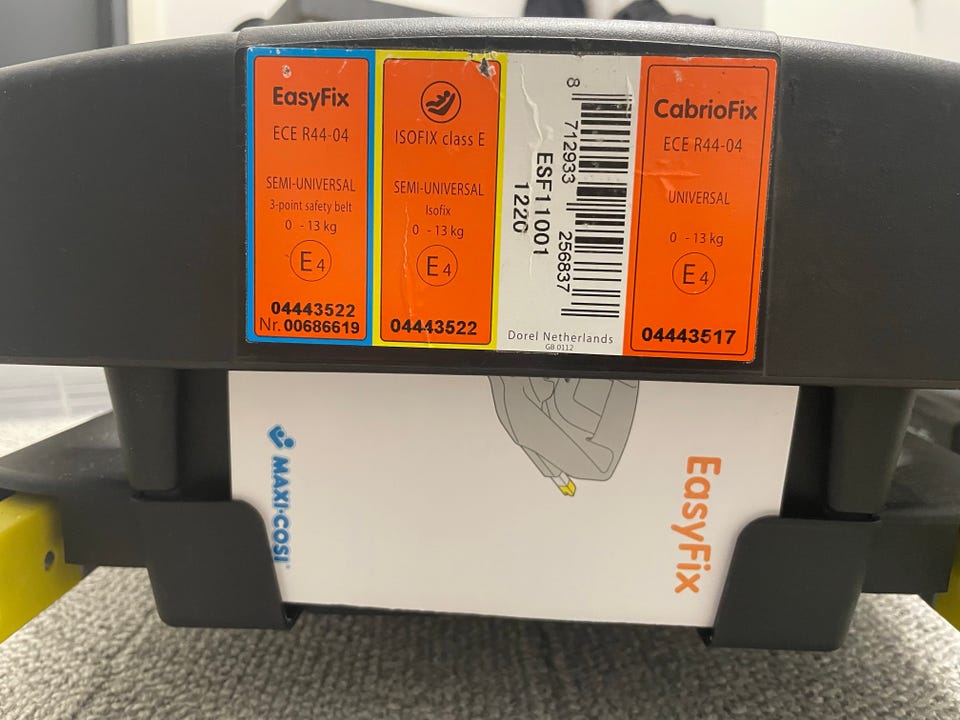 EasyFix
ECE R44-04
SEMI-UNIVERSAL
3-point safety belt
0 - 13 kg
E4
04443522
Nr. 00686619
ISOFIX class E
SEMI-UNIVERSAL
Isofix
0 - 13 kg
E4
04443522
8 712933 256837
ESF11001
1220
Dorel Netherlands
GB 0112
CabrioFix
ECE R44-04
UNIVERSAL
0 - 13 kg
E4
04443517
MAXI-COSI
EasyFix